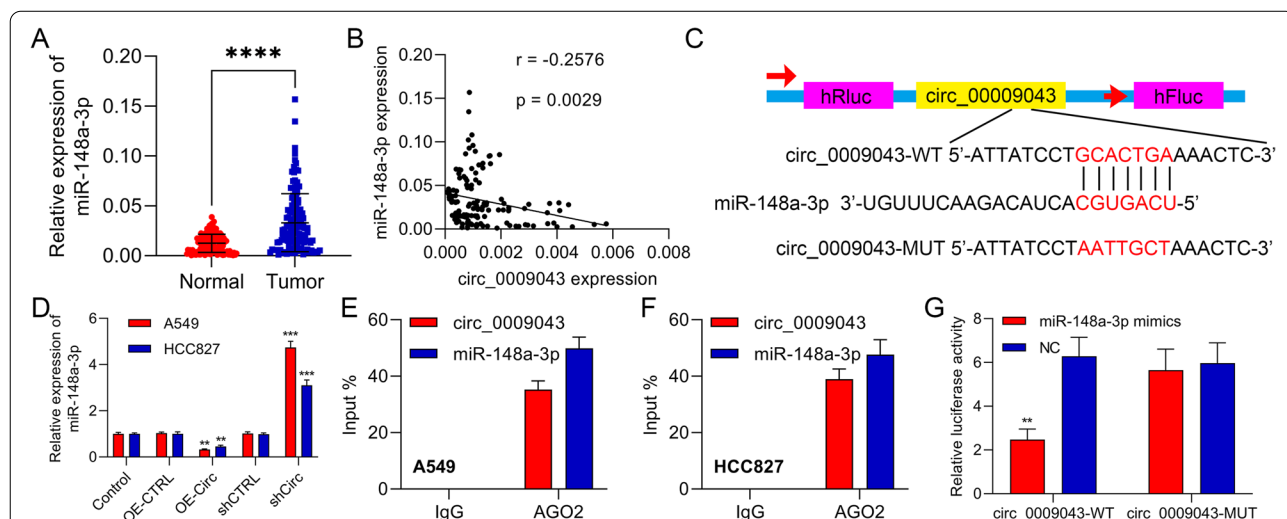 A
Relative expression of
miR-148a-3p
0.20
0.15
0.10
0.05
0.00
****
Normal
Tumor
B
miR-148a-3p expression
0.20
0.15
0.10
0.05
0.00
r = -0.2576
p = 0.0029
0.000
0.002
0.004
0.006
0.008
circ_0009043 expression
C
hRluc
circ_00009043
hFluc
circ_0009043-WT 5'-ATTATCCTGCACTGAAAACTC-3'
miR-148a-3p 3'-UGUUUCAAGACAUCACGUGACU-5'
circ_0009043-MUT 5'-ATTATCCTAATTGCTAAACTC-3'
D
Relative expression of
miR-148a-3p
6
4
2
0
A549
HCC827
**
**
***
***
Control
OE-CTRL
OE-Circ
shCTRL
shCirc
E
Input %
60
40
20
0
circ_0009043
miR-148a-3p
A549
IgG
AGO2
F
Input %
60
40
20
0
circ_0009043
miR-148a-3p
HCC827
IgG
AGO2
G
Relative luciferase activity
10
8
6
4
2
0
miR-148a-3p mimics
NC
**
circ_0009043-WT
circ_0009043-MUT